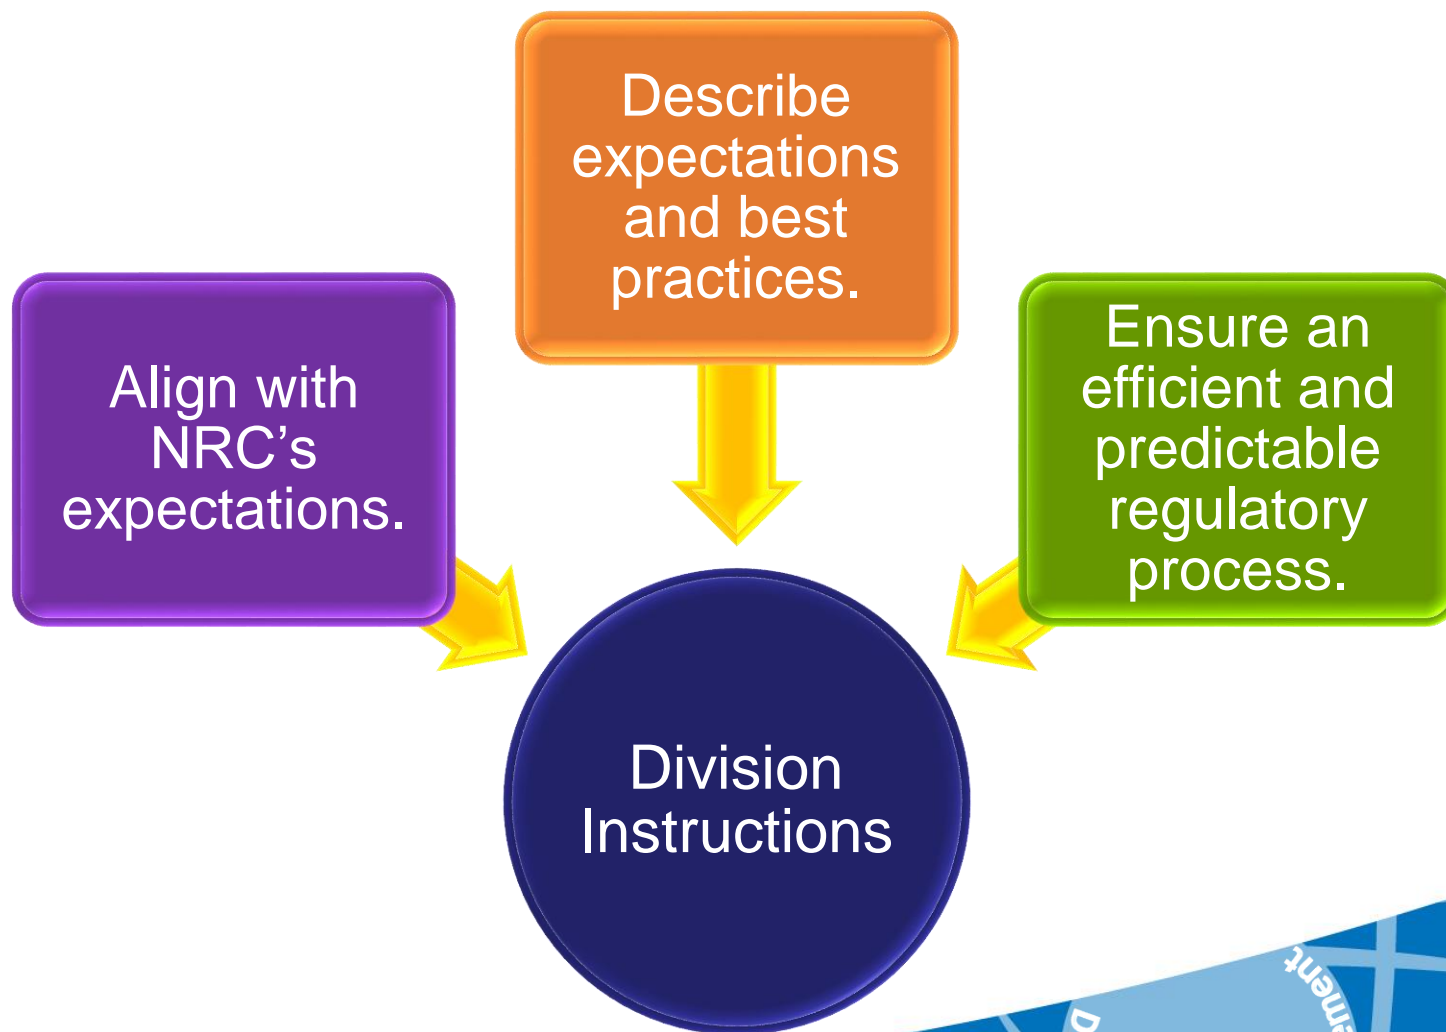 Describe
expectations
and best
practices.
Align with
NRC’s
expectations.
Ensure an
efficient and
predictable
regulatory
process.
Division
Instructions